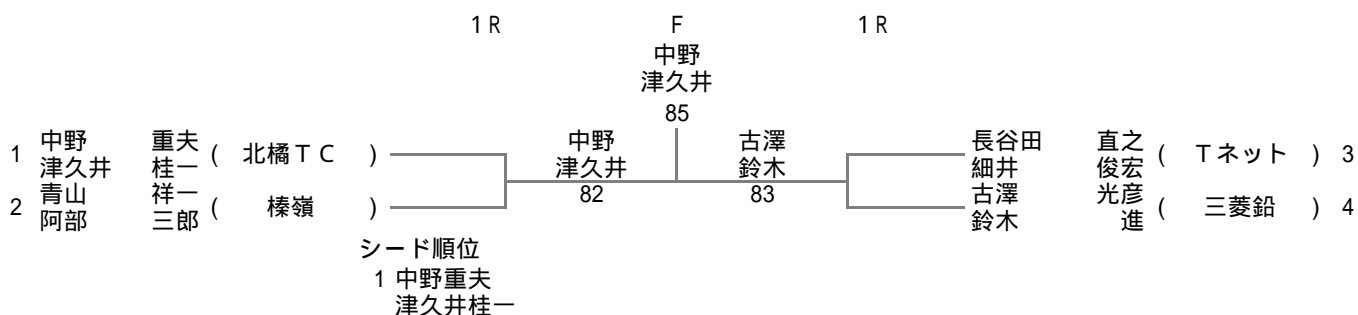 1R F 1R
中野
津久井
85
1 中野 重夫 ( 北橘TC ) 中野 古澤 長谷田 直之 ( Tネット ) 3
津久井 桂一 津久井 鈴木 細井 俊宏
2 青山 祥一 ( 榛嶺 ) 82 83 古澤 光彦 ( 三菱鉛 ) 4
阿部 三郎 鈴木 進
シード順位
1 中野重夫
津久井桂一